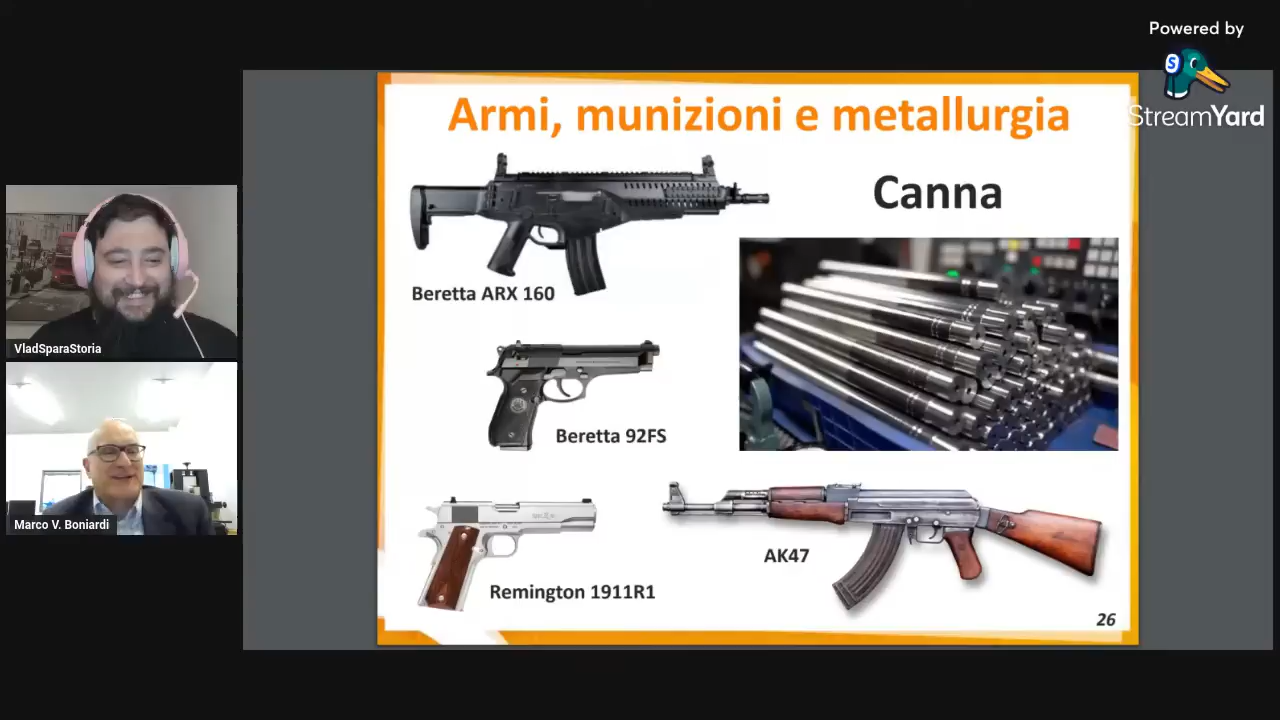 Powered by
StreamYard
Armi, munizioni e metallurgia
Canna
Beretta ARX 160
VladSparaStoria
Beretta 92FS
Marco V. Boniardi
AK47
Remington 1911R1
26